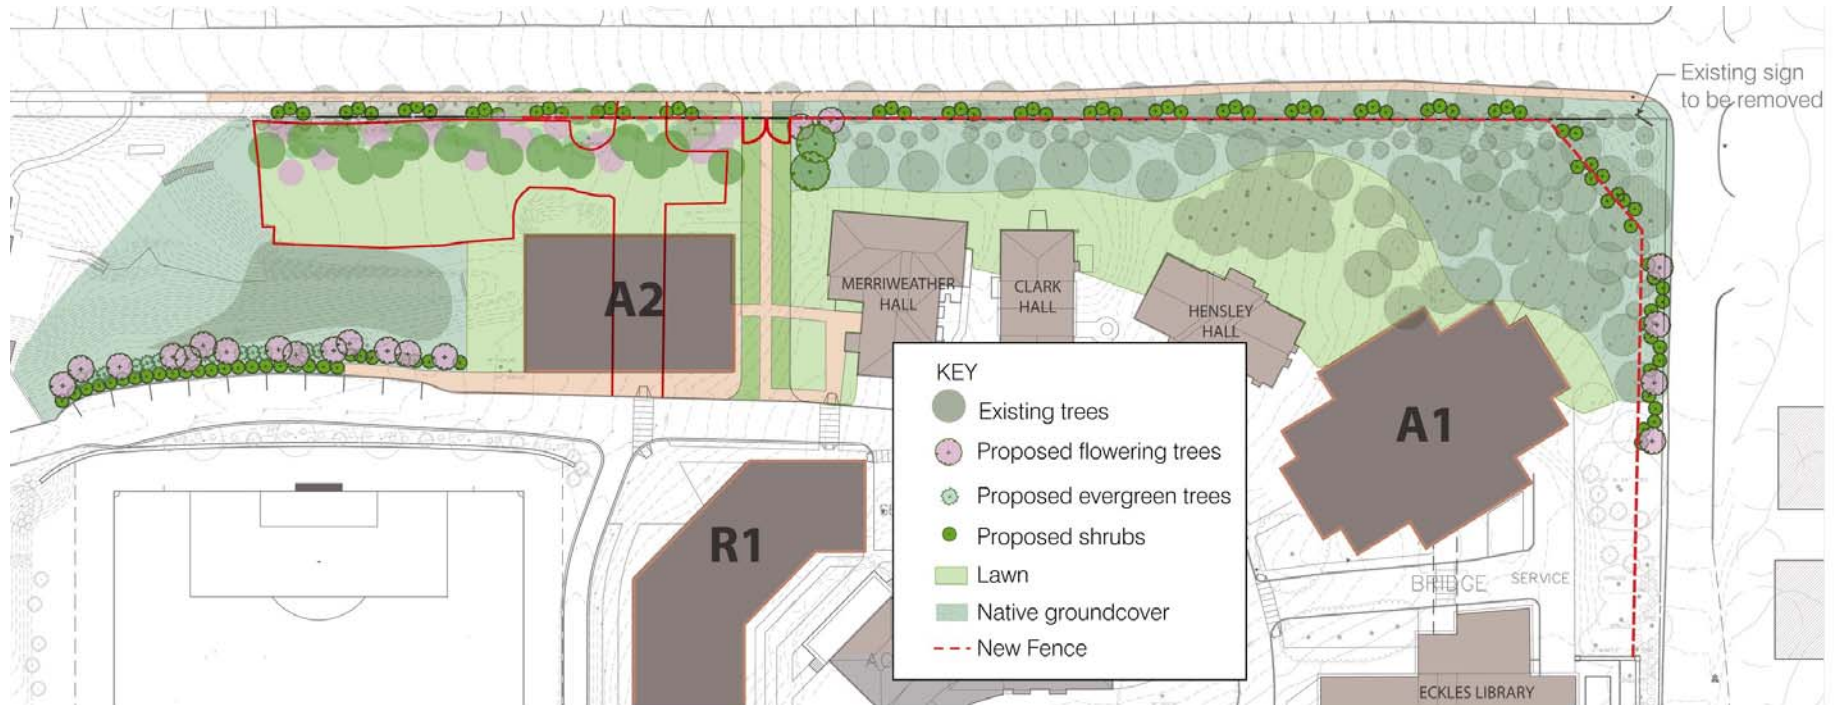 Existing sign
to be removed
A2
MERRIWEATHER
HALL
CLARK
HALL
HENSLEY
HALL
A1
R1
KEY
Existing trees
Proposed flowering trees
Proposed evergreen trees
Proposed shrubs
Lawn
Native groundcover
New Fence
BRIDGE
SERVICE
ECKLES LIBRARY